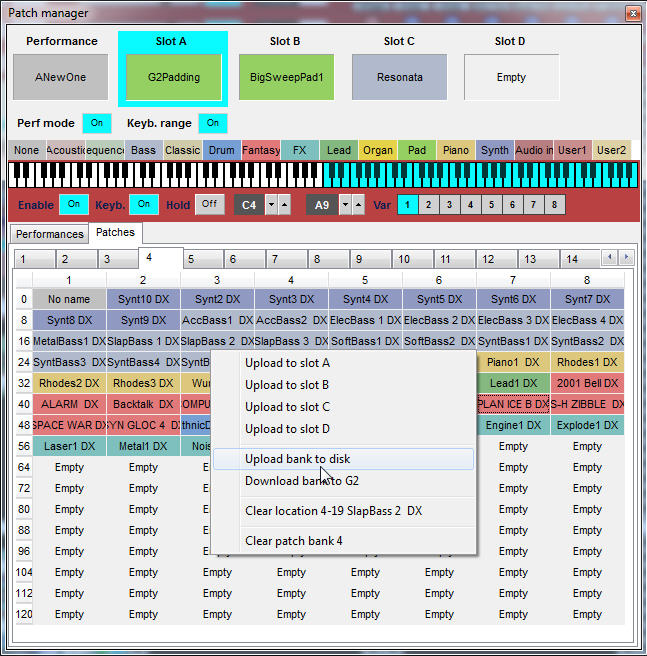 Patch manager
Performance Slot A Slot B Slot C Slot D
ANewOne G2Padding BigSweepPad1 Resonata Empty
Perf mode On Keyb. range On
None Acoustic equenc Bass Classic Drum Fantasy FX Lead Organ Pad Piano Synth Audio in User1 User2
Enable On Keyb. On Hold Off C4 A9 Var 1 2 3 4 5 6 7 8
Performances Patches
1 2 3 4 5 6 7 8 9 10 11 12 13 14
1 2 3 4 5 6 7 8
0 No name Synt10 DX Synt2 DX Synt3 DX Synt4 DX Synt5 DX Synt6 DX Synt7 DX
8 Synt8 DX Synt9 DX AccBass1 DX AccBass2 DX ElecBass 1 DX ElecBass 2 DX ElecBass 3 DX ElecBass 4 DX
16 MetalBass1 DX SlapBass 1 DX SlapBass 2 DX SlapBass 3 DX SoftBass1 DX SoftBass2 DX SyntBass1 DX SyntBass2 DX
24 SyntBass3 DX SyntBass4 DX SyntB Piano1 DX Rhodes1 DX
32 Rhodes2 DX Rhodes3 DX Wur Lead1 DX 2001 Bell DX
40 ALARM DX Backtalk DX OMPU PLAN ICE B DX S-H ZIBBLE DX
48 SPACE WAR DX SYN GLOC 4 DX thnicD Engine1 DX Explode1 DX
56 Laser1 DX Metal1 DX Nois Empty Empty
64 Empty Empty Empty Empty
72 Empty Empty Empty Empty
80 Empty Empty Empty Empty
88 Empty Empty Empty Empty
96 Empty Empty Empty Empty
104 Empty Empty Empty Empty Empty Empty Empty Empty
112 Empty Empty Empty Empty Empty Empty Empty Empty
120 Empty Empty Empty Empty Empty Empty Empty Empty
Upload to slot A
Upload to slot B
Upload to slot C
Upload to slot D
Upload bank to disk
Download bank to G2
Clear location 4-19 SlapBass 2 DX
Clear patch bank 4